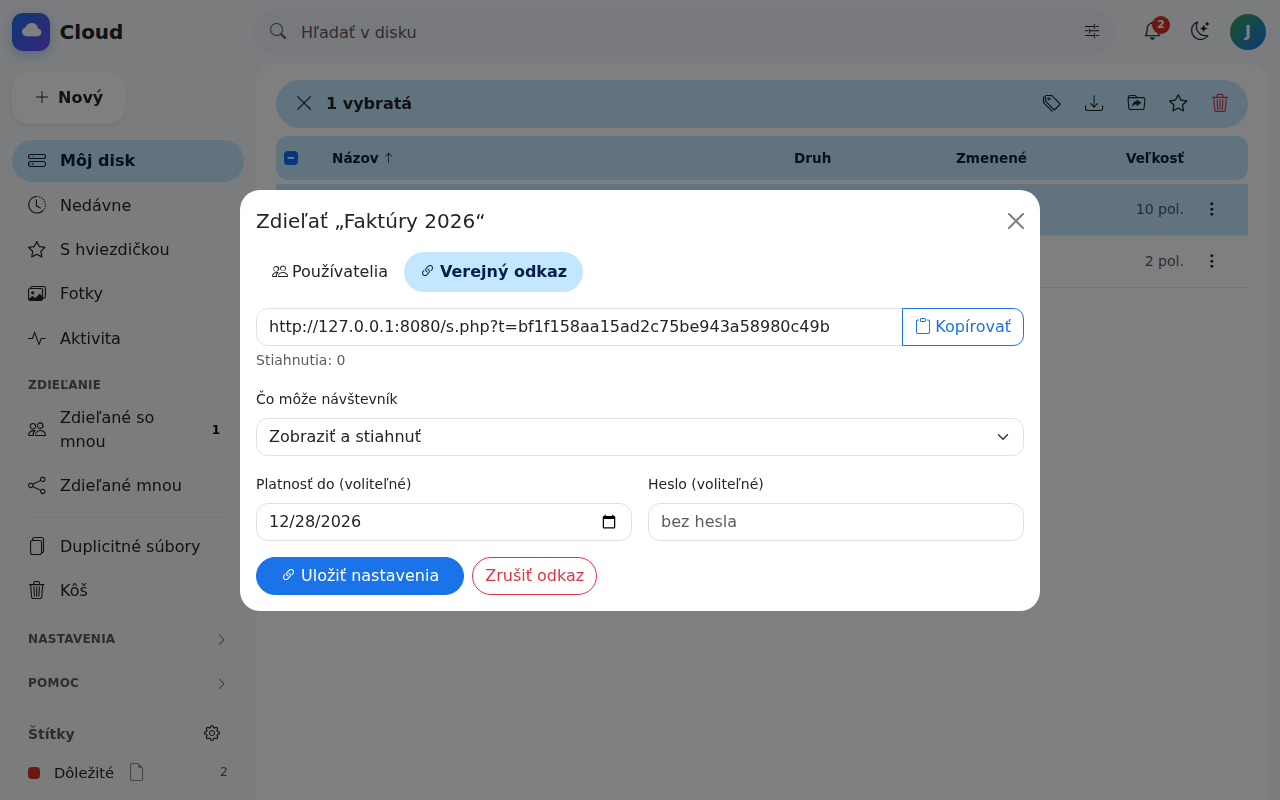 Cloud
Hľadať v disku
2
J
Nový
1 vybratá
Môj disk
Názov ↑
Druh
Zmenené
Veľkosť
Nedávne
10 pol.
S hviezdičkou
2 pol.
Fotky
Aktivita
ZDIEĽANIE
Zdieľané so
mnou
1
Zdieľané mnou
Duplicitné súbory
Kôš
NASTAVENIA
POMOC
Štítky
Dôležité
2
Zdieľať „Faktúry 2026“
Používatelia
Verejný odkaz
http://127.0.0.1:8080/s.php?t=bf1f158aa15ad2c75be943a58980c49b
Kopírovať
Stiahnutia: 0
Čo môže návštevník
Zobraziť a stiahnuť
Platnosť do (voliteľné)
Heslo (voliteľné)
12/28/2026
bez hesla
Uložiť nastavenia
Zrušiť odkaz